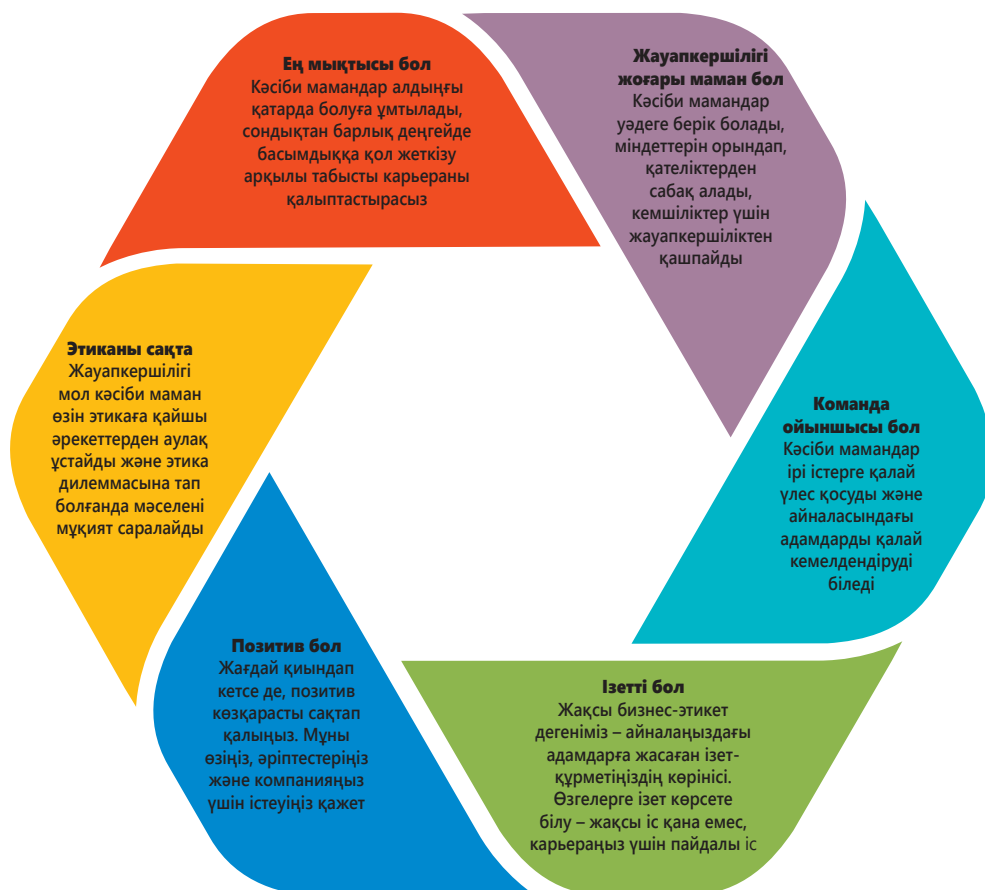 Ең мықтысы бол
Кәсіби мамандар алдыңғы
қатарда болуға ұмтылады,
сондықтан барлық деңгейде
басымдыққа қол жеткізу
арқылы табысты карьераны
қалыптастырасыз
Жауапкершілігі
жоғары маман бол
Кәсіби мамандар
уәдеге берік болады,
міндеттерін орындап,
қателіктерден
сабақ алады,
кемшіліктер үшін
жауапкершіліктен
қашпайды
Команда
ойыншысы бол
Кәсіби мамандар
ірі істерге қалай
үлес қосуды және
айналасындағы
адамдарды қалай
кемелдендіруді
біледі
Ізетті бол
Жақсы бизнес-этикет
дегеніміз – айналаңыздағы
адамдарға жасаған ізет-
құрметіңіздің көрінісі.
Өзгелерге ізет көрсете
білу – жақсы іс қана емес,
карьераңыз үшін пайдалы іс
Позитив бол
Жағдай қиындап
кетсе де, позитив
көзқарасты сақтап
қалыңыз. Мұны
өзіңіз, әріптестеріңіз
және компанияңыз
үшін істеуіңіз қажет
Этиканы сақта
Жауапкершілігі
мол кәсіби маман
өзін этикаға қайшы
әрекеттерден аулақ
ұстайды және этика
дилеммасына тап
болғанда мәселені
мұқият саралайды